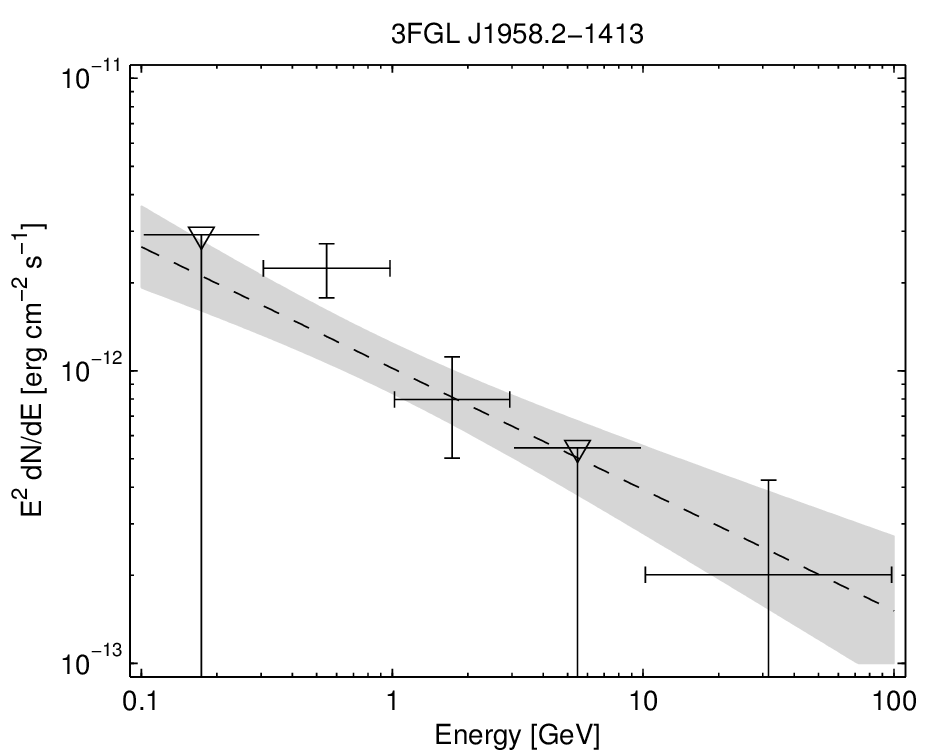 3FGL J1958.2−1413
10⁻¹¹
10⁻¹²
10⁻¹³
E² dN/dE [erg cm⁻² s⁻¹]
0.1 1 10 100
Energy [GeV]